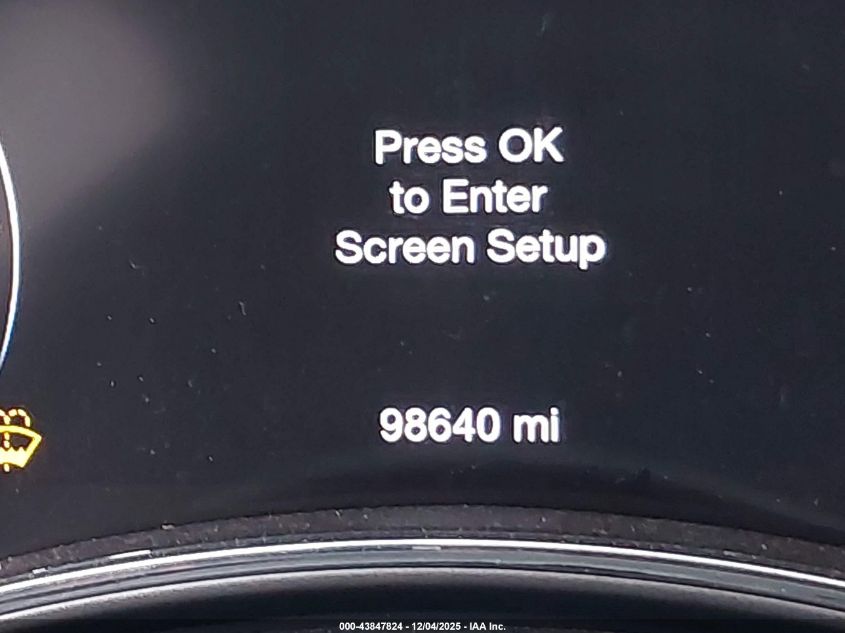 Press OK
to Enter
Screen Setup
98640 mi
000-43847824 - 12/04/2025 - IAA Inc.